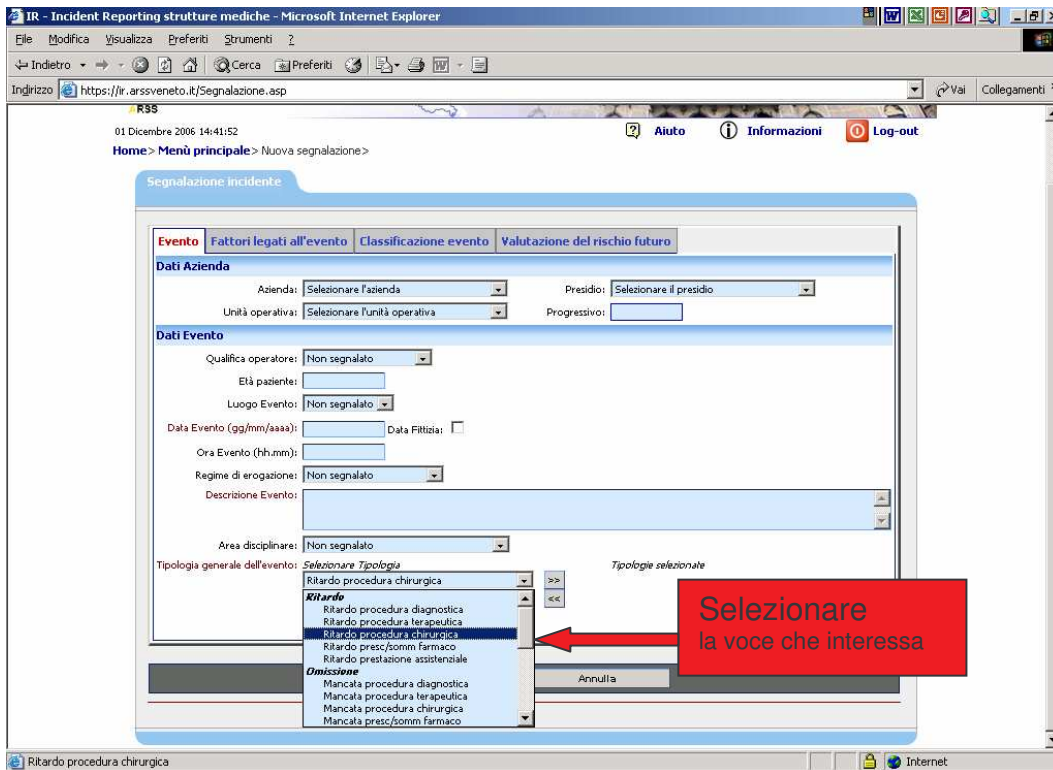 IR - Incident Reporting strutture mediche - Microsoft Internet Explorer
File Modifica Visualizza Preferiti Strumenti ?
Indietro Cerca Preferiti
Indirizzo https://ir.arssveneto.it/Segnalazione.asp Vai Collegamenti
ARSS
01 Dicembre 2006 14:41:52 Aiuto Informazioni Log-out
Home> Menù principale> Nuova segnalazione>
Segnalazione incidente
Evento Fattori legati all'evento Classificazione evento Valutazione del rischio futuro
Dati Azienda
Azienda: Selezionare l'azienda Presidio: Selezionare il presidio
Unità operativa: Selezionare l'unità operativa Progressivo:
Dati Evento
Qualifica operatore: Non segnalato
Età paziente:
Luogo Evento: Non segnalato
Data Evento (gg/mm/aaaa): Data Fittizia:
Ora Evento (hh.mm):
Regime di erogazione: Non segnalato
Descrizione Evento:
Area disciplinare: Non segnalato
Tipologia generale dell'evento: Selezionare Tipologia Tipologie selezionate
Ritardo procedura chirurgica >>
<<
Ritardo
Ritardo procedura diagnostica
Ritardo procedura terapeutica
Ritardo procedura chirurgica
Ritardo presc/somm farmaco
Ritardo prestazione assistenziale
Omissione
Mancata procedura diagnostica
Mancata procedura terapeutica
Mancata procedura chirurgica
Mancata presc/somm farmaco
Selezionare
la voce che interessa
Annulla
Ritardo procedura chirurgica Internet